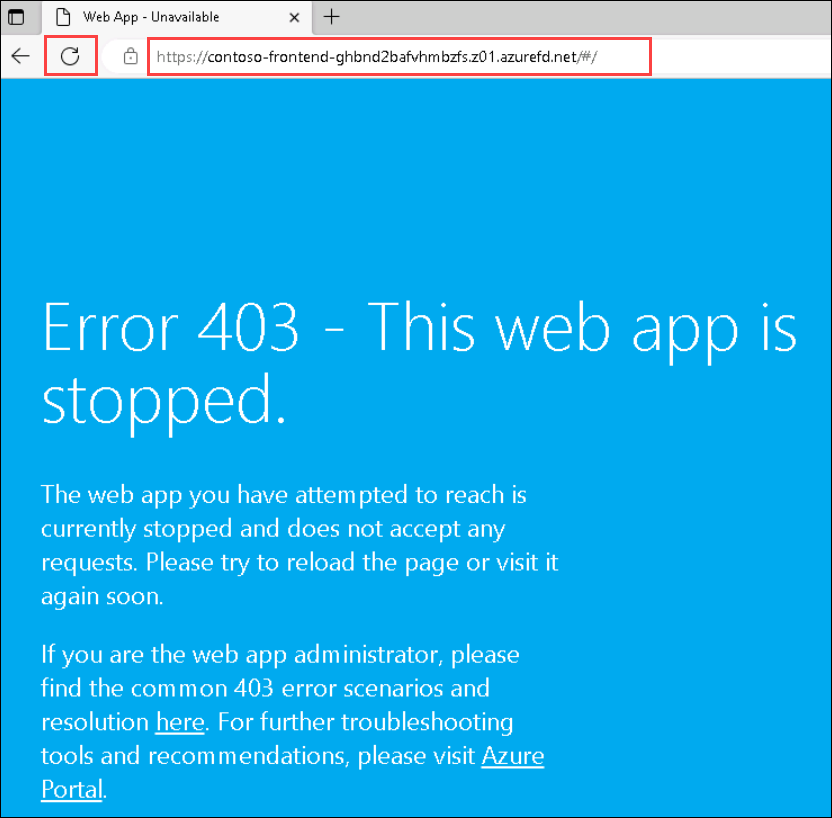 Web App - Unavailable
https://contoso-frontend-ghbnd2bafvhmbzfs.z01.azurefd.net/#/
Error 403 - This web app is
stopped.
The web app you have attempted to reach is
currently stopped and does not accept any
requests. Please try to reload the page or visit it
again soon.
If you are the web app administrator, please
find the common 403 error scenarios and
resolution here. For further troubleshooting
tools and recommendations, please visit Azure
Portal.